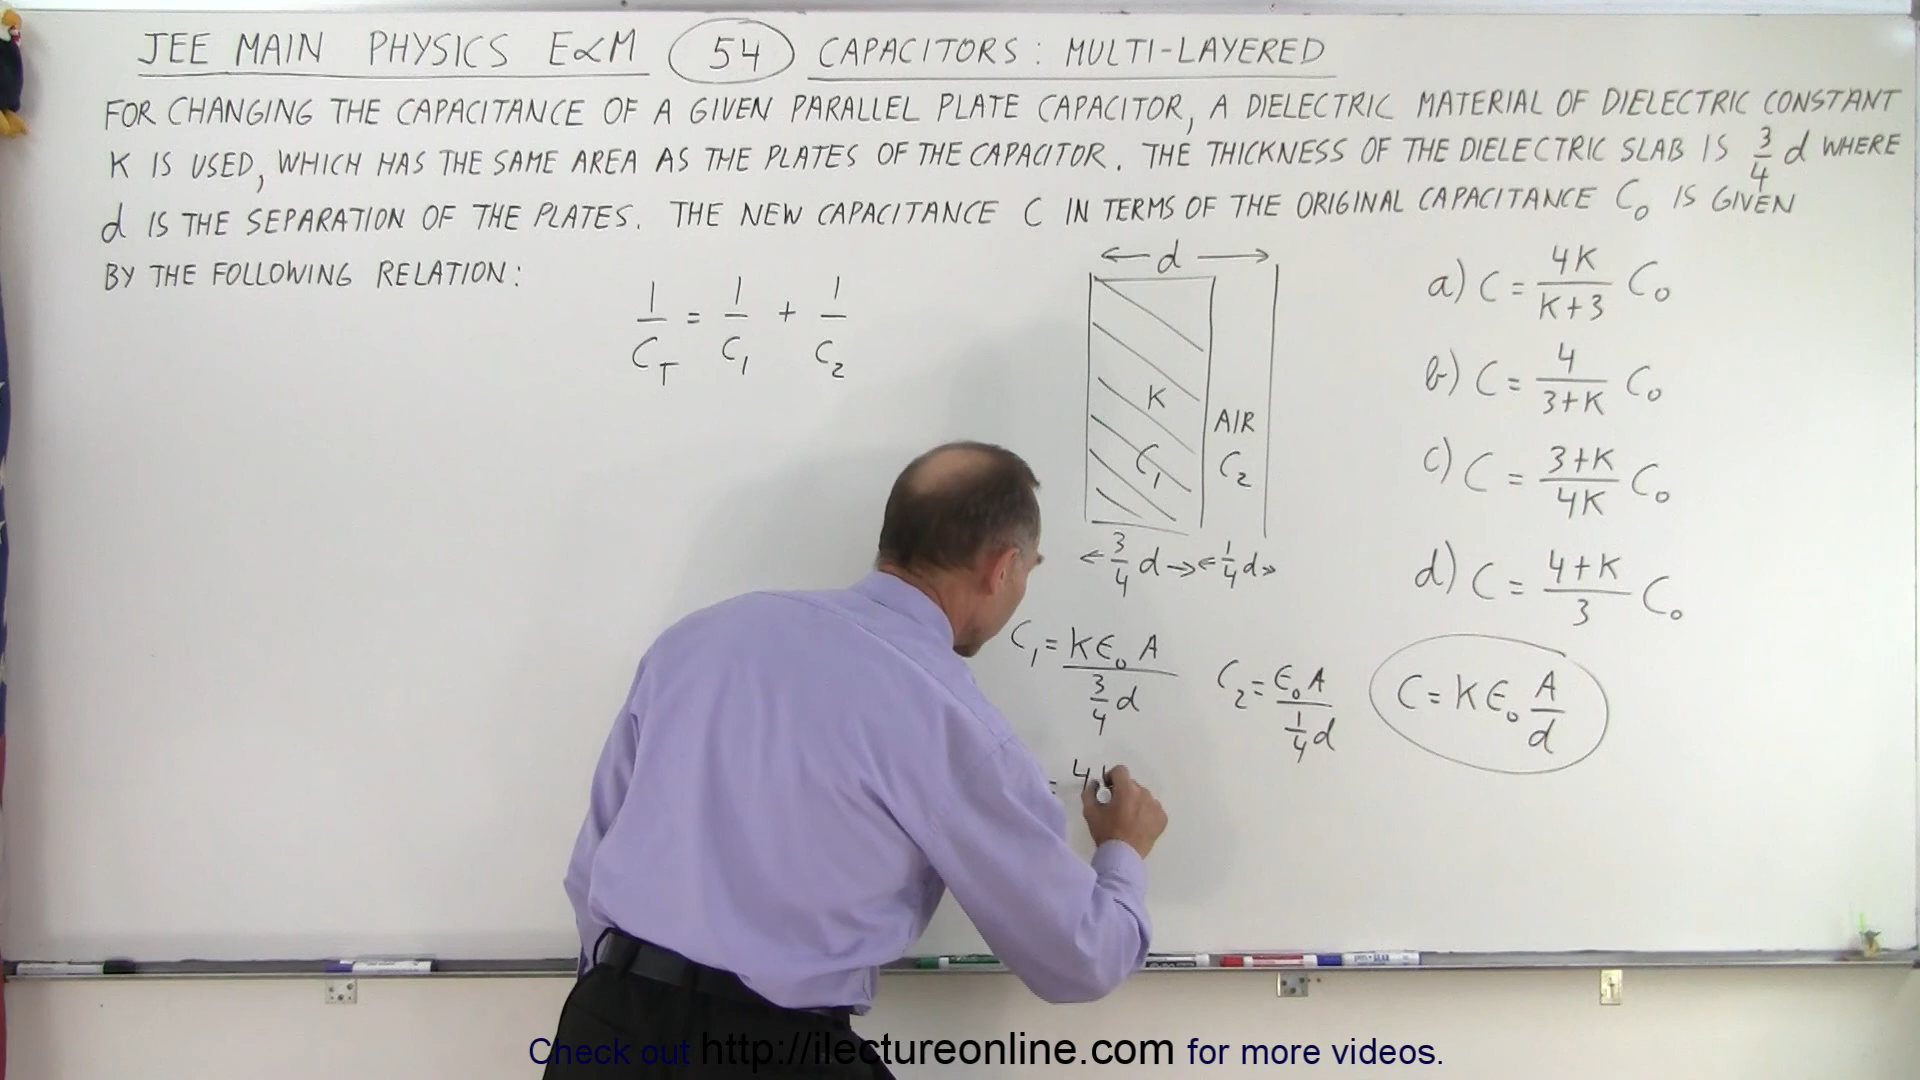 JEE MAIN PHYSICS E&M 54 CAPACITORS: MULTI-LAYERED
FOR CHANGING THE CAPACITANCE OF A GIVEN PARALLEL PLATE CAPACITOR, A DIELECTRIC MATERIAL OF DIELECTRIC CONSTANT
K IS USED, WHICH HAS THE SAME AREA AS THE PLATES OF THE CAPACITOR. THE THICKNESS OF THE DIELECTRIC SLAB IS 3/4 d WHERE
d IS THE SEPARATION OF THE PLATES. THE NEW CAPACITANCE C IN TERMS OF THE ORIGINAL CAPACITANCE C₀ IS GIVEN
BY THE FOLLOWING RELATION:
1/C_T = 1/C₁ + 1/C₂
← d →
K
AIR
C₁
C₂
← 3/4 d → ← 1/4 d →
a) C = 4K/(K+3) C₀
b) C = 4/(3+K) C₀
c) C = (3+K)/(4K) C₀
d) C = (4+K)/3 C₀
C₁ = Kε₀A/(3/4 d)
C₂ = ε₀A/(1/4 d)
C = Kε₀ A/d
= 4
Check out http://ilectureonline.com for more videos.